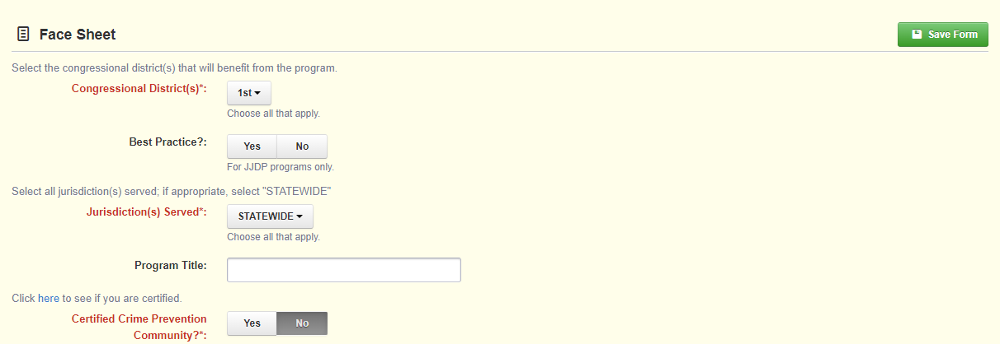 Face Sheet
Save Form
Select the congressional district(s) that will benefit from the program.
Congressional District(s)*:
1st
Choose all that apply.
Best Practice?:
Yes No
For JJDP programs only.
Select all jurisdiction(s) served; if appropriate, select "STATEWIDE"
Jurisdiction(s) Served*:
STATEWIDE
Choose all that apply.
Program Title:
Click here to see if you are certified.
Certified Crime Prevention
Community?*:
Yes No